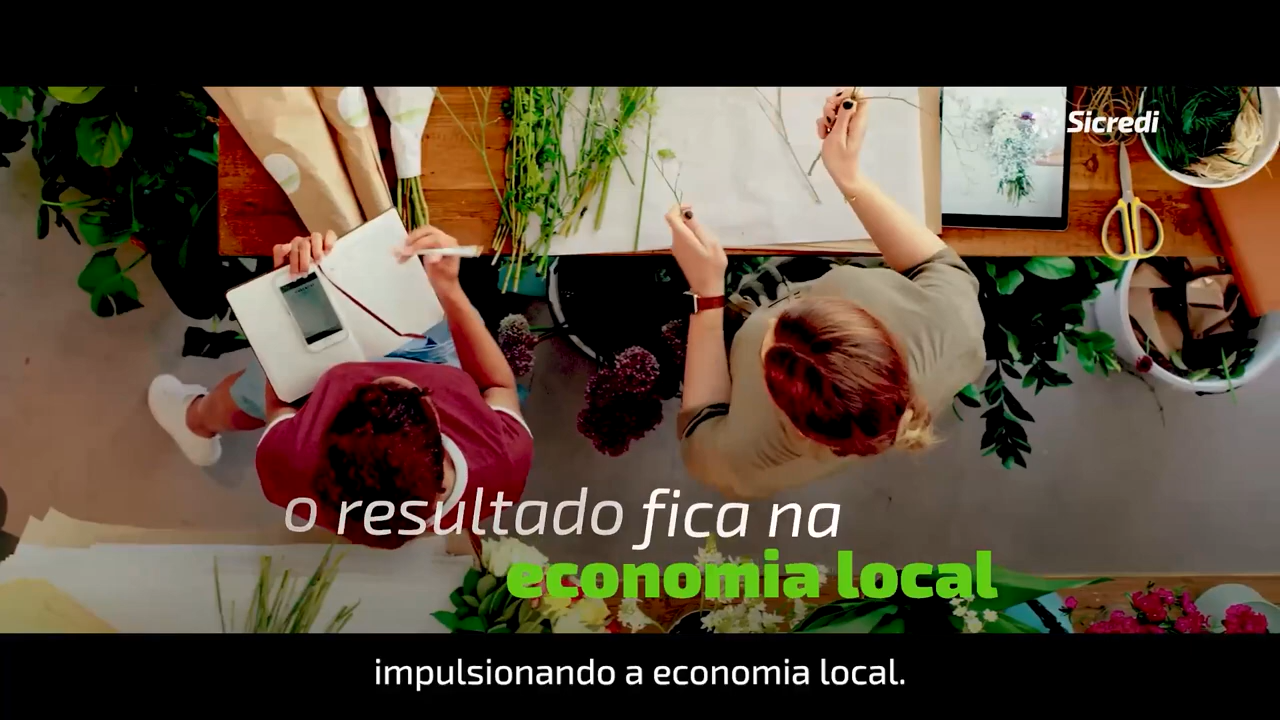 Sicredi
o resultado fica na
economia local
impulsionando a economia local.